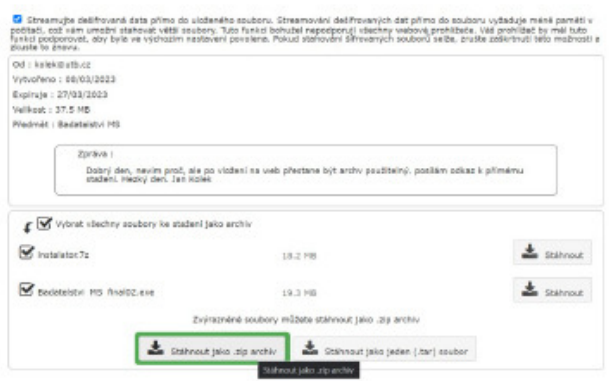 Streamujte dešifrovaná data přímo do uloženého souboru. Streamování dešifrovaných dat přímo do souboru vyžaduje méně paměti v
počítači, což vám umožní stahovat větší soubory. Tuto funkci bohužel nepodporují všechny webové prohlížeče. Váš prohlížeč by měl tuto
funkci podporovat, aby byla ve výchozím nastavení povolena. Pokud stahování šifrovaných souborů selže, zrušte zaškrtnutí této možnosti a
zkuste to znovu.
Od : kolek@utb.cz
Vytvořeno : 08/03/2023
Expiruje : 27/03/2023
Velikost : 37.5 MB
Předmět : Badatelství MS
Zpráva :
Dobrý den, nevím proč, ale po vložení na web přestane být archv použitelný. posílám odkaz k přímému
stažení. Hezký den. Jan Kolek
Vybrat všechny soubory ke stažení jako archiv
Instalator.7z 18.2 MB Stáhnout
Badatelství MS final02.exe 19.3 MB Stáhnout
Zvýrazněné soubory můžete stáhnout jako .zip archiv
Stáhnout jako .zip archiv Stáhnout jako jeden (.tar) soubor
Stáhnout jako .zip archiv